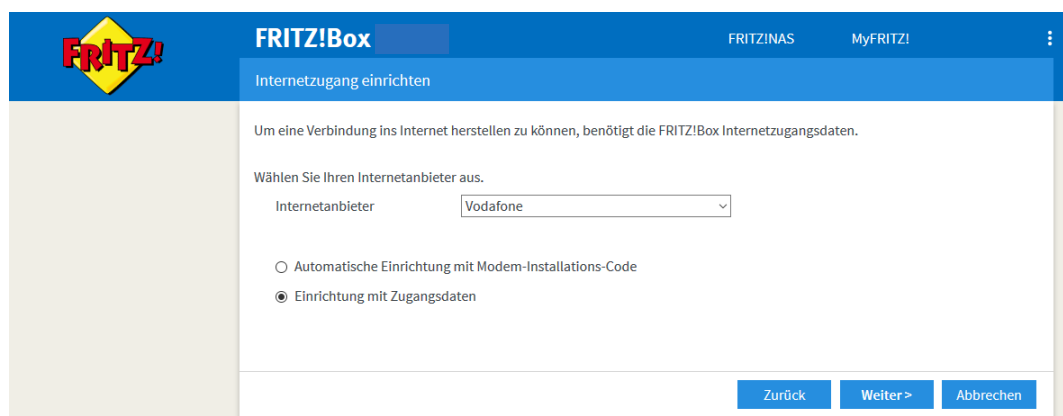 FRITZ!
FRITZ!Box
FRITZ!NAS MyFRITZ!
Internetzugang einrichten
Um eine Verbindung ins Internet herstellen zu können, benötigt die FRITZ!Box Internetzugangsdaten.
Wählen Sie Ihren Internetanbieter aus.
Internetanbieter Vodafone
Automatische Einrichtung mit Modem-Installations-Code
Einrichtung mit Zugangsdaten
Zurück Weiter > Abbrechen